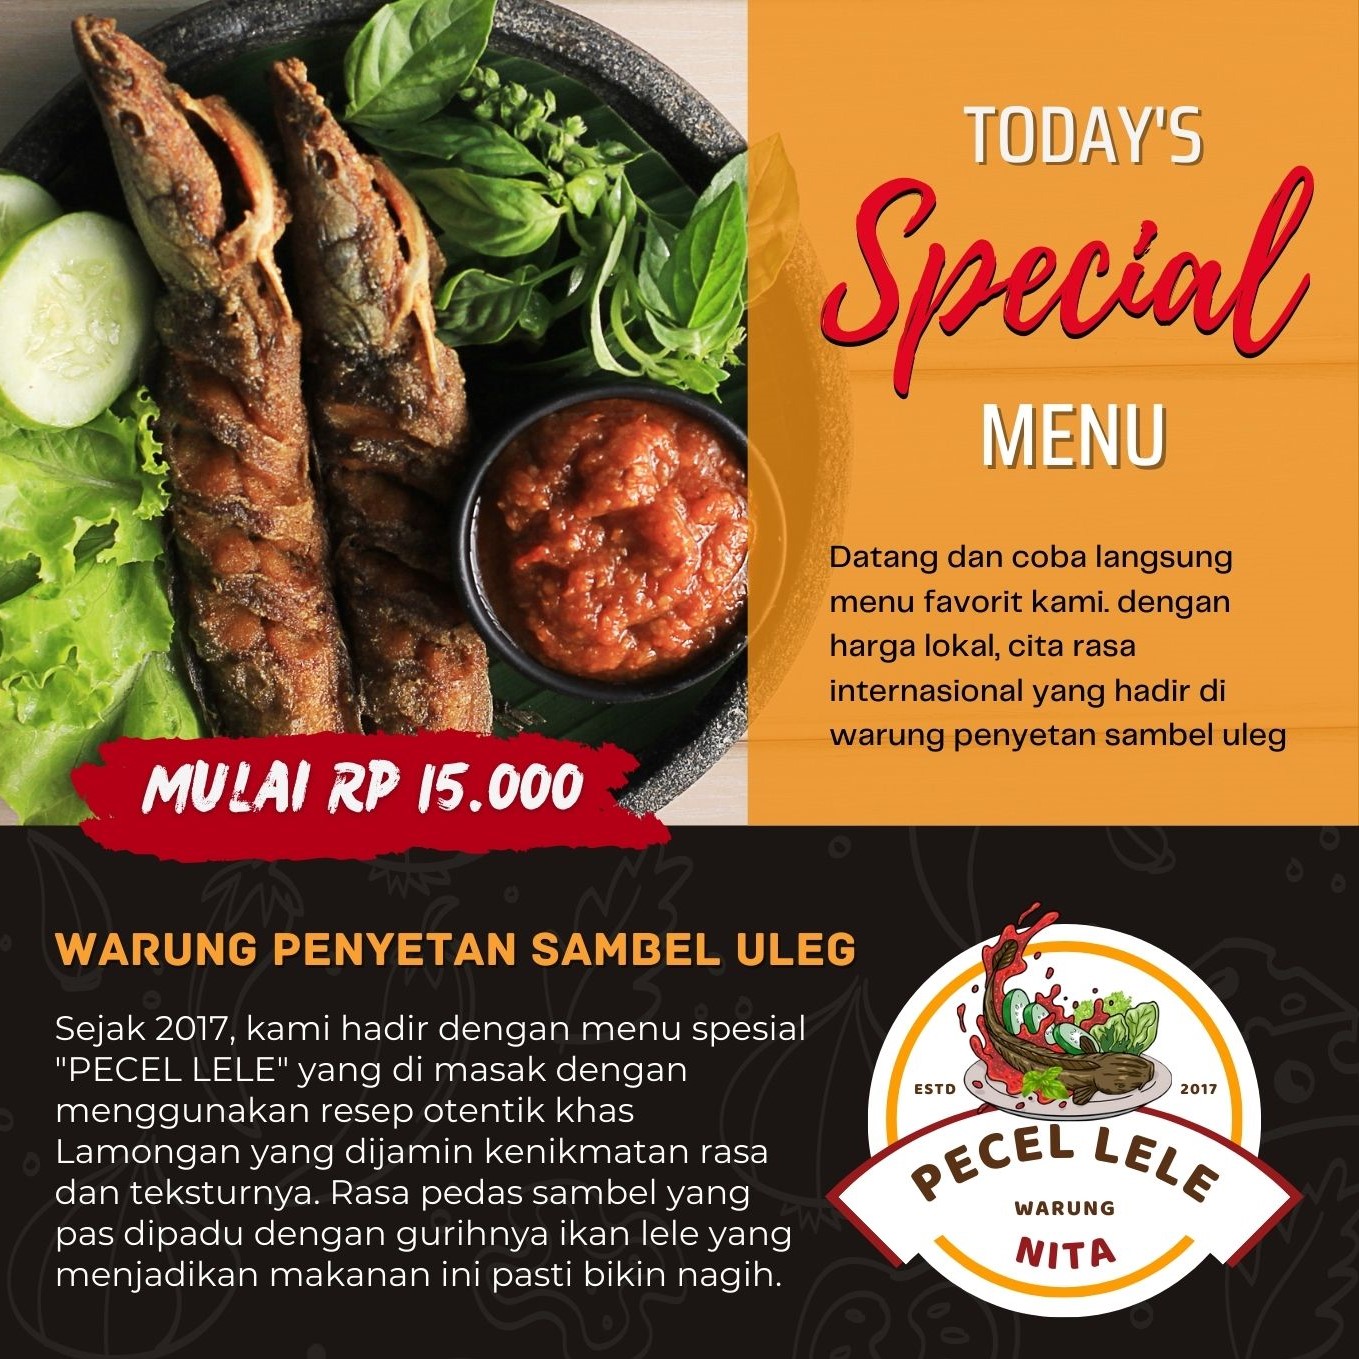 TODAY'S
Special
MENU
Datang dan coba langsung
menu favorit kami. dengan
harga lokal, cita rasa
internasional yang hadir di
warung penyetan sambel uleg
MULAI RP 15.000
WARUNG PENYETAN SAMBEL ULEG
Sejak 2017, kami hadir dengan menu spesial
"PECEL LELE" yang di masak dengan
menggunakan resep otentik khas
Lamongan yang dijamin kenikmatan rasa
dan teksturnya. Rasa pedas sambel yang
pas dipadu dengan gurihnya ikan lele yang
menjadikan makanan ini pasti bikin nagih.
ESTD 2017
PECEL LELE
WARUNG
NITA